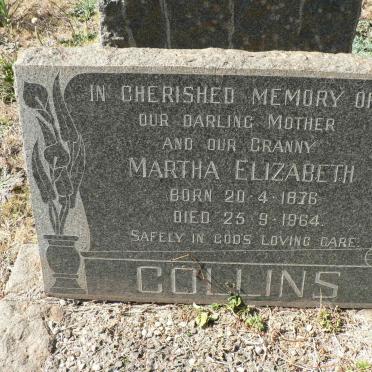 IN CHERISHED MEMORY OF
OUR DARLING MOTHER
AND OUR GRANNY
MARTHA ELIZABETH
BORN 20-4-1876
DIED 25-9-1964.
SAFELY IN GODS LOVING CARE.
COLLINS